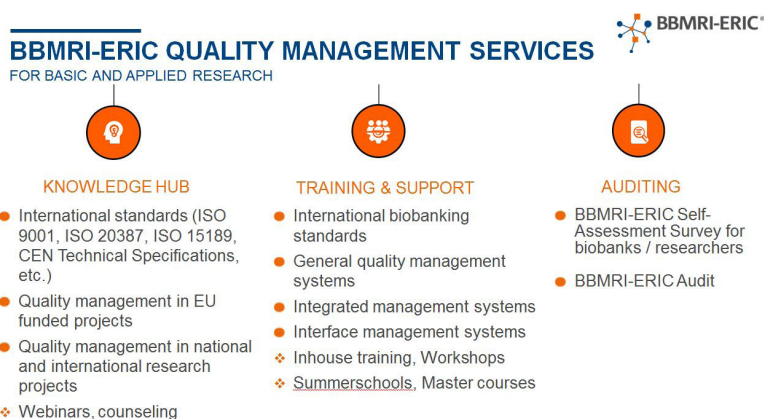 BBMRI-ERIC®
BBMRI-ERIC QUALITY MANAGEMENT SERVICES
FOR BASIC AND APPLIED RESEARCH
KNOWLEDGE HUB
International standards (ISO
9001, ISO 20387, ISO 15189,
CEN Technical Specifications,
etc.)
Quality management in EU
funded projects
Quality management in national
and international research
projects
Webinars, counseling
TRAINING & SUPPORT
International biobanking
standards
General quality management
systems
Integrated management systems
Interface management systems
Inhouse training, Workshops
Summerschools, Master courses
AUDITING
BBMRI-ERIC Self-
Assessment Survey for
biobanks / researchers
BBMRI-ERIC Audit